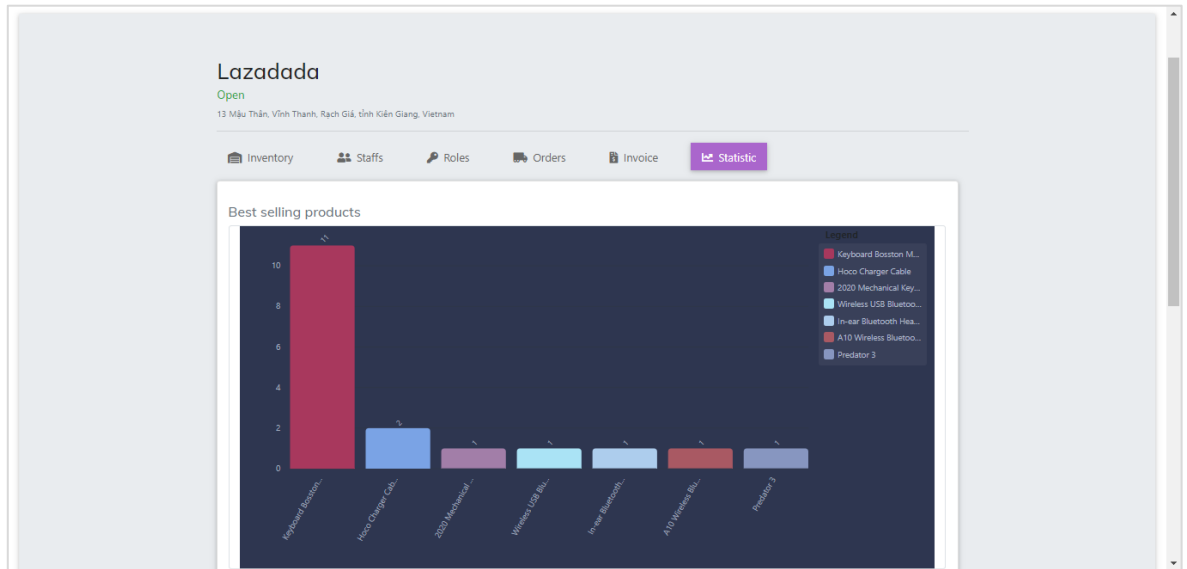 Lazadada
Open
13 Mậu Thân, Vĩnh Thanh, Rạch Giá, tỉnh Kiên Giang, Vietnam
Inventory Staffs Roles Orders Invoice Statistic
Best selling products
Legend
Keyboard Bosston M...
Hoco Charger Cable
2020 Mechanical Key...
Wireless USB Bluetoo...
In-ear Bluetooth Hea...
A10 Wireless Bluetoo...
Predator 3
10
8
6
4
2
0
11
2
1
1
1
1
1
Keyboard Bosston...
Hoco Charger Cab...
2020 Mechanical ...
Wireless USB Blu...
In-ear Bluetooth...
A10 Wireless Blu...
Predator 3